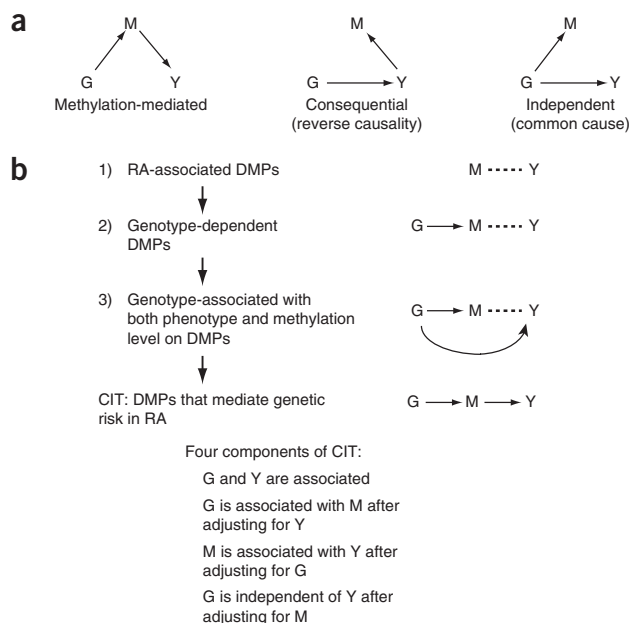 a
M
G Y
Methylation-mediated
M
G Y
Consequential
(reverse causality)
M
G Y
Independent
(common cause)
b
1) RA-associated DMPs
M Y
2) Genotype-dependent
DMPs
G M Y
3) Genotype-associated with
both phenotype and methylation
level on DMPs
G M Y
CIT: DMPs that mediate genetic
risk in RA
G M Y
Four components of CIT:
G and Y are associated
G is associated with M after
adjusting for Y
M is associated with Y after
adjusting for G
G is independent of Y after
adjusting for M